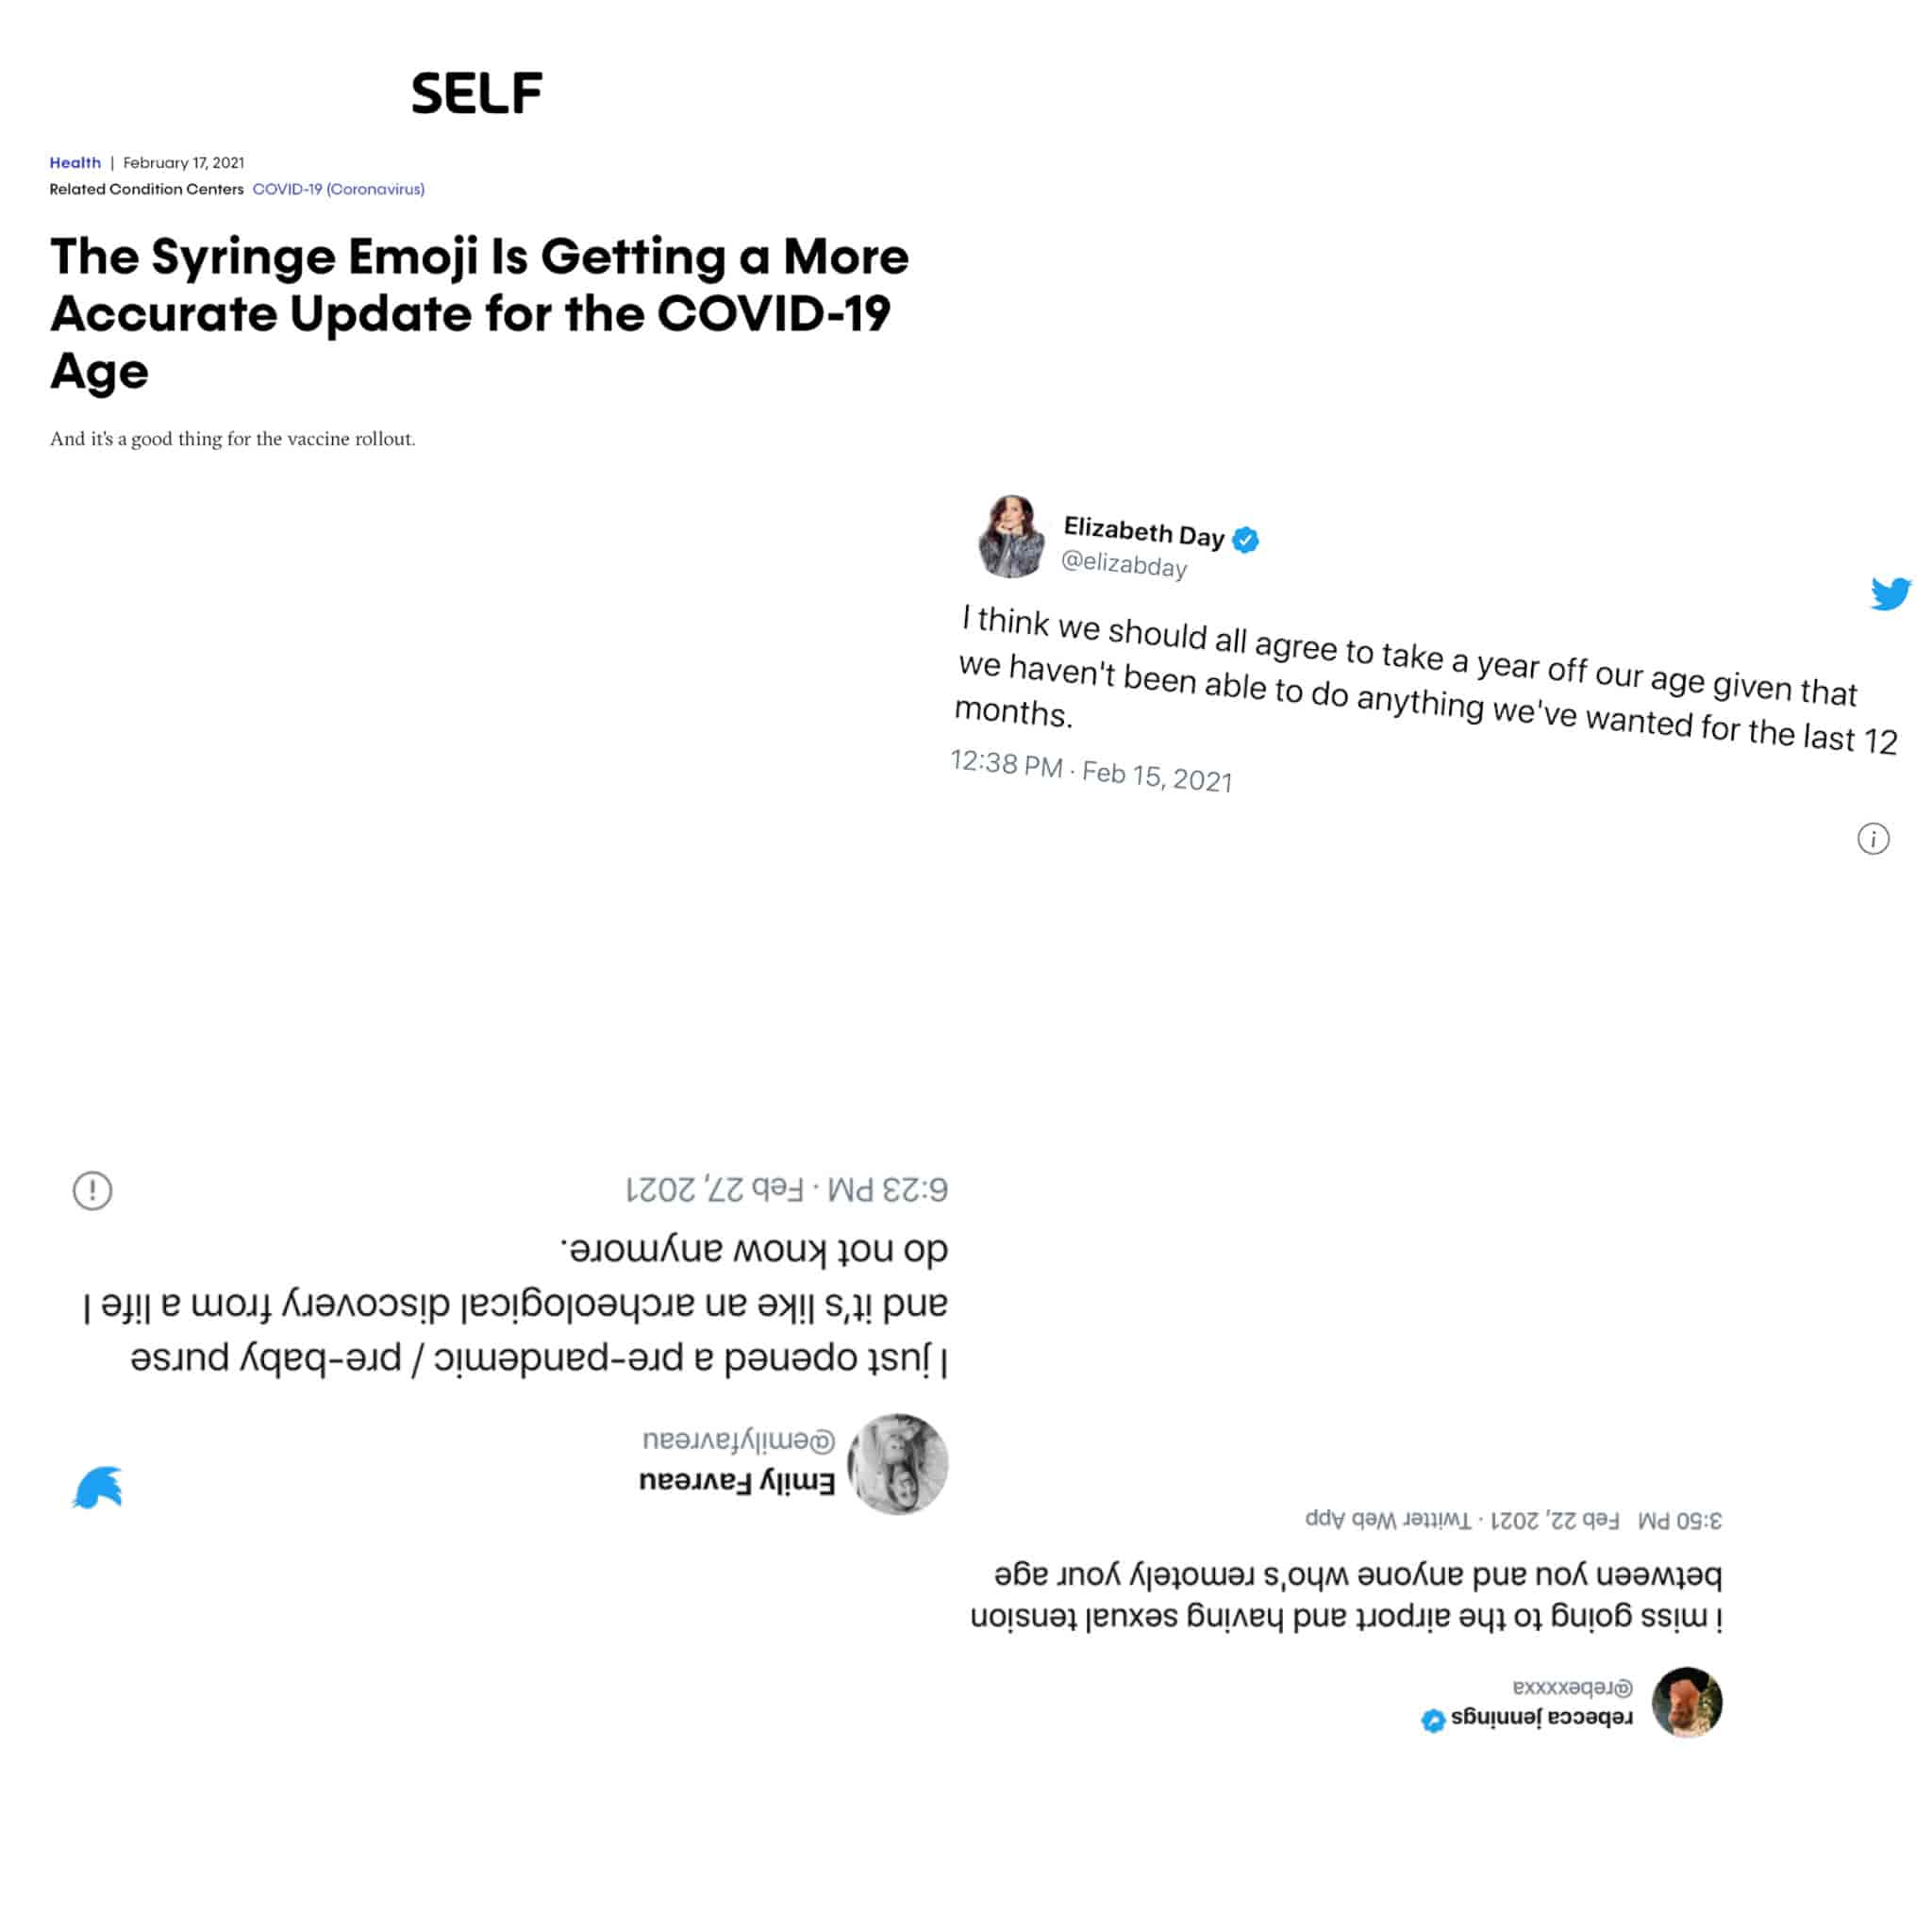 SELF
Health | February 17, 2021
Related Condition Centers COVID-19 (Coronavirus)
The Syringe Emoji Is Getting a More
Accurate Update for the COVID-19
Age
And it's a good thing for the vaccine rollout.
Elizabeth Day
@elizabday
I think we should all agree to take a year off our age given that
we haven't been able to do anything we've wanted for the last 12
months.
12:38 PM · Feb 15, 2021
Emily Favreau
@emilyfavreau
I just opened a pre-pandemic / pre-baby purse
and it's like an archeological discovery from a life I
do not know anymore.
6:23 PM · Feb 27, 2021
rebecca jennings
@rebexxxxa
i miss going to the airport and having sexual tension
between you and anyone who's remotely your age
3:50 PM Feb 22, 2021 · Twitter Web App